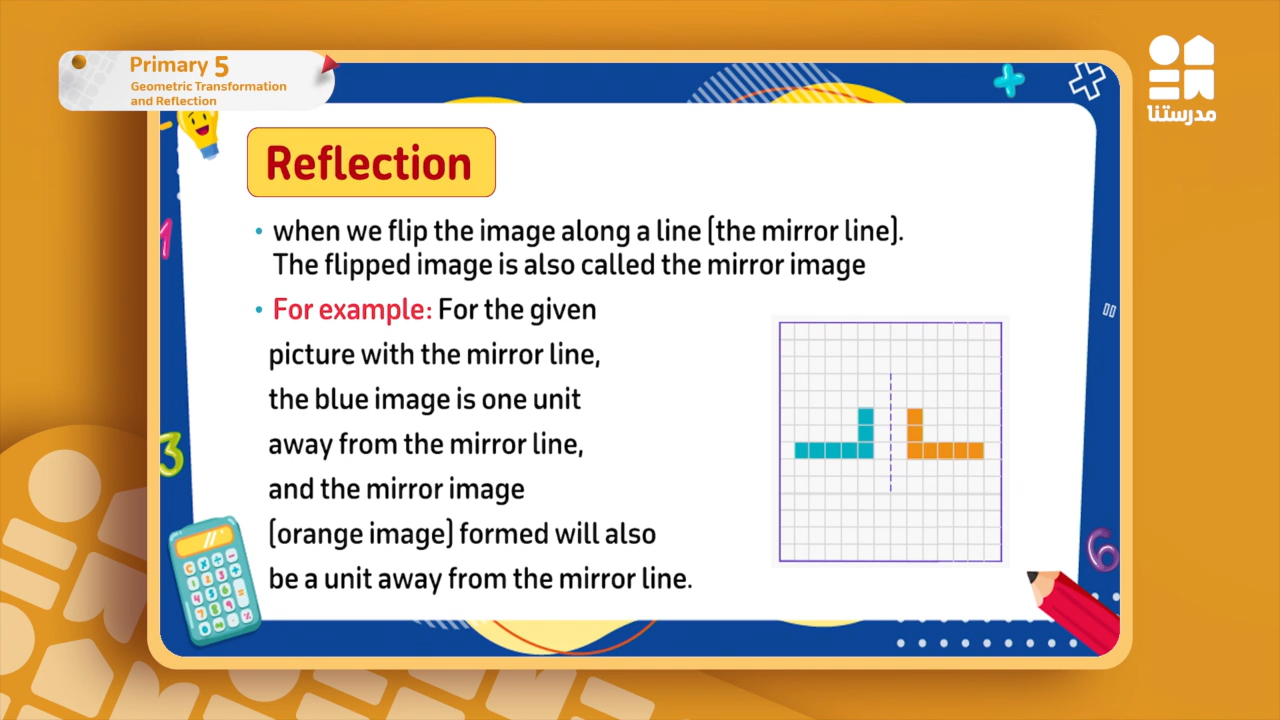 Primary 5
Geometric Transformation
and Reflection
مدرستنا
Reflection
• when we flip the image along a line (the mirror line).
The flipped image is also called the mirror image
• For example: For the given
picture with the mirror line,
the blue image is one unit
away from the mirror line,
and the mirror image
(orange image) formed will also
be a unit away from the mirror line.
1
3
6